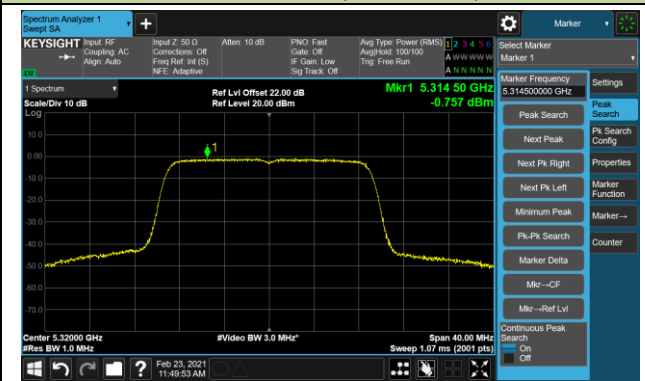 Spectrum Analyzer 1
Swept SA
+
Marker
KEYSIGHT
Input: RF
Coupling: AC
Align: Auto
Input Z: 50 Ω
Corrections: Off
Freq Ref: Int (S)
NFE: Adaptive
Atten: 10 dB
PNO: Fast
Gate: Off
IF Gain: Low
Sig Track: Off
Avg Type: Power (RMS)
Avg|Hold: 100/100
Trig: Free Run
1 2 3 4 5 6
A W W W W W
A N N N N N
Select Marker
Marker 1
1 Spectrum
Scale/Div 10 dB
Log
Ref Lvl Offset 22.00 dB
Ref Level 20.00 dBm
Mkr1 5.314 50 GHz
-0.757 dBm
10.0
0.00
-10.0
-20.0
-30.0
-40.0
-50.0
-60.0
-70.0
1
Center 5.32000 GHz
#Res BW 1.0 MHz
#Video BW 3.0 MHz*
Span 40.00 MHz
Sweep 1.07 ms (2001 pts)
Marker Frequency
5.314500000 GHz
Peak Search
Next Peak
Next Pk Right
Next Pk Left
Minimum Peak
Pk-Pk Search
Marker Delta
Mkr→CF
Mkr→Ref Lvl
Continuous Peak
Search
On
Off
Settings
Peak
Search
Pk Search
Config
Properties
Marker
Function
Marker→
Counter
?
Feb 23, 2021
11:49:53 AM